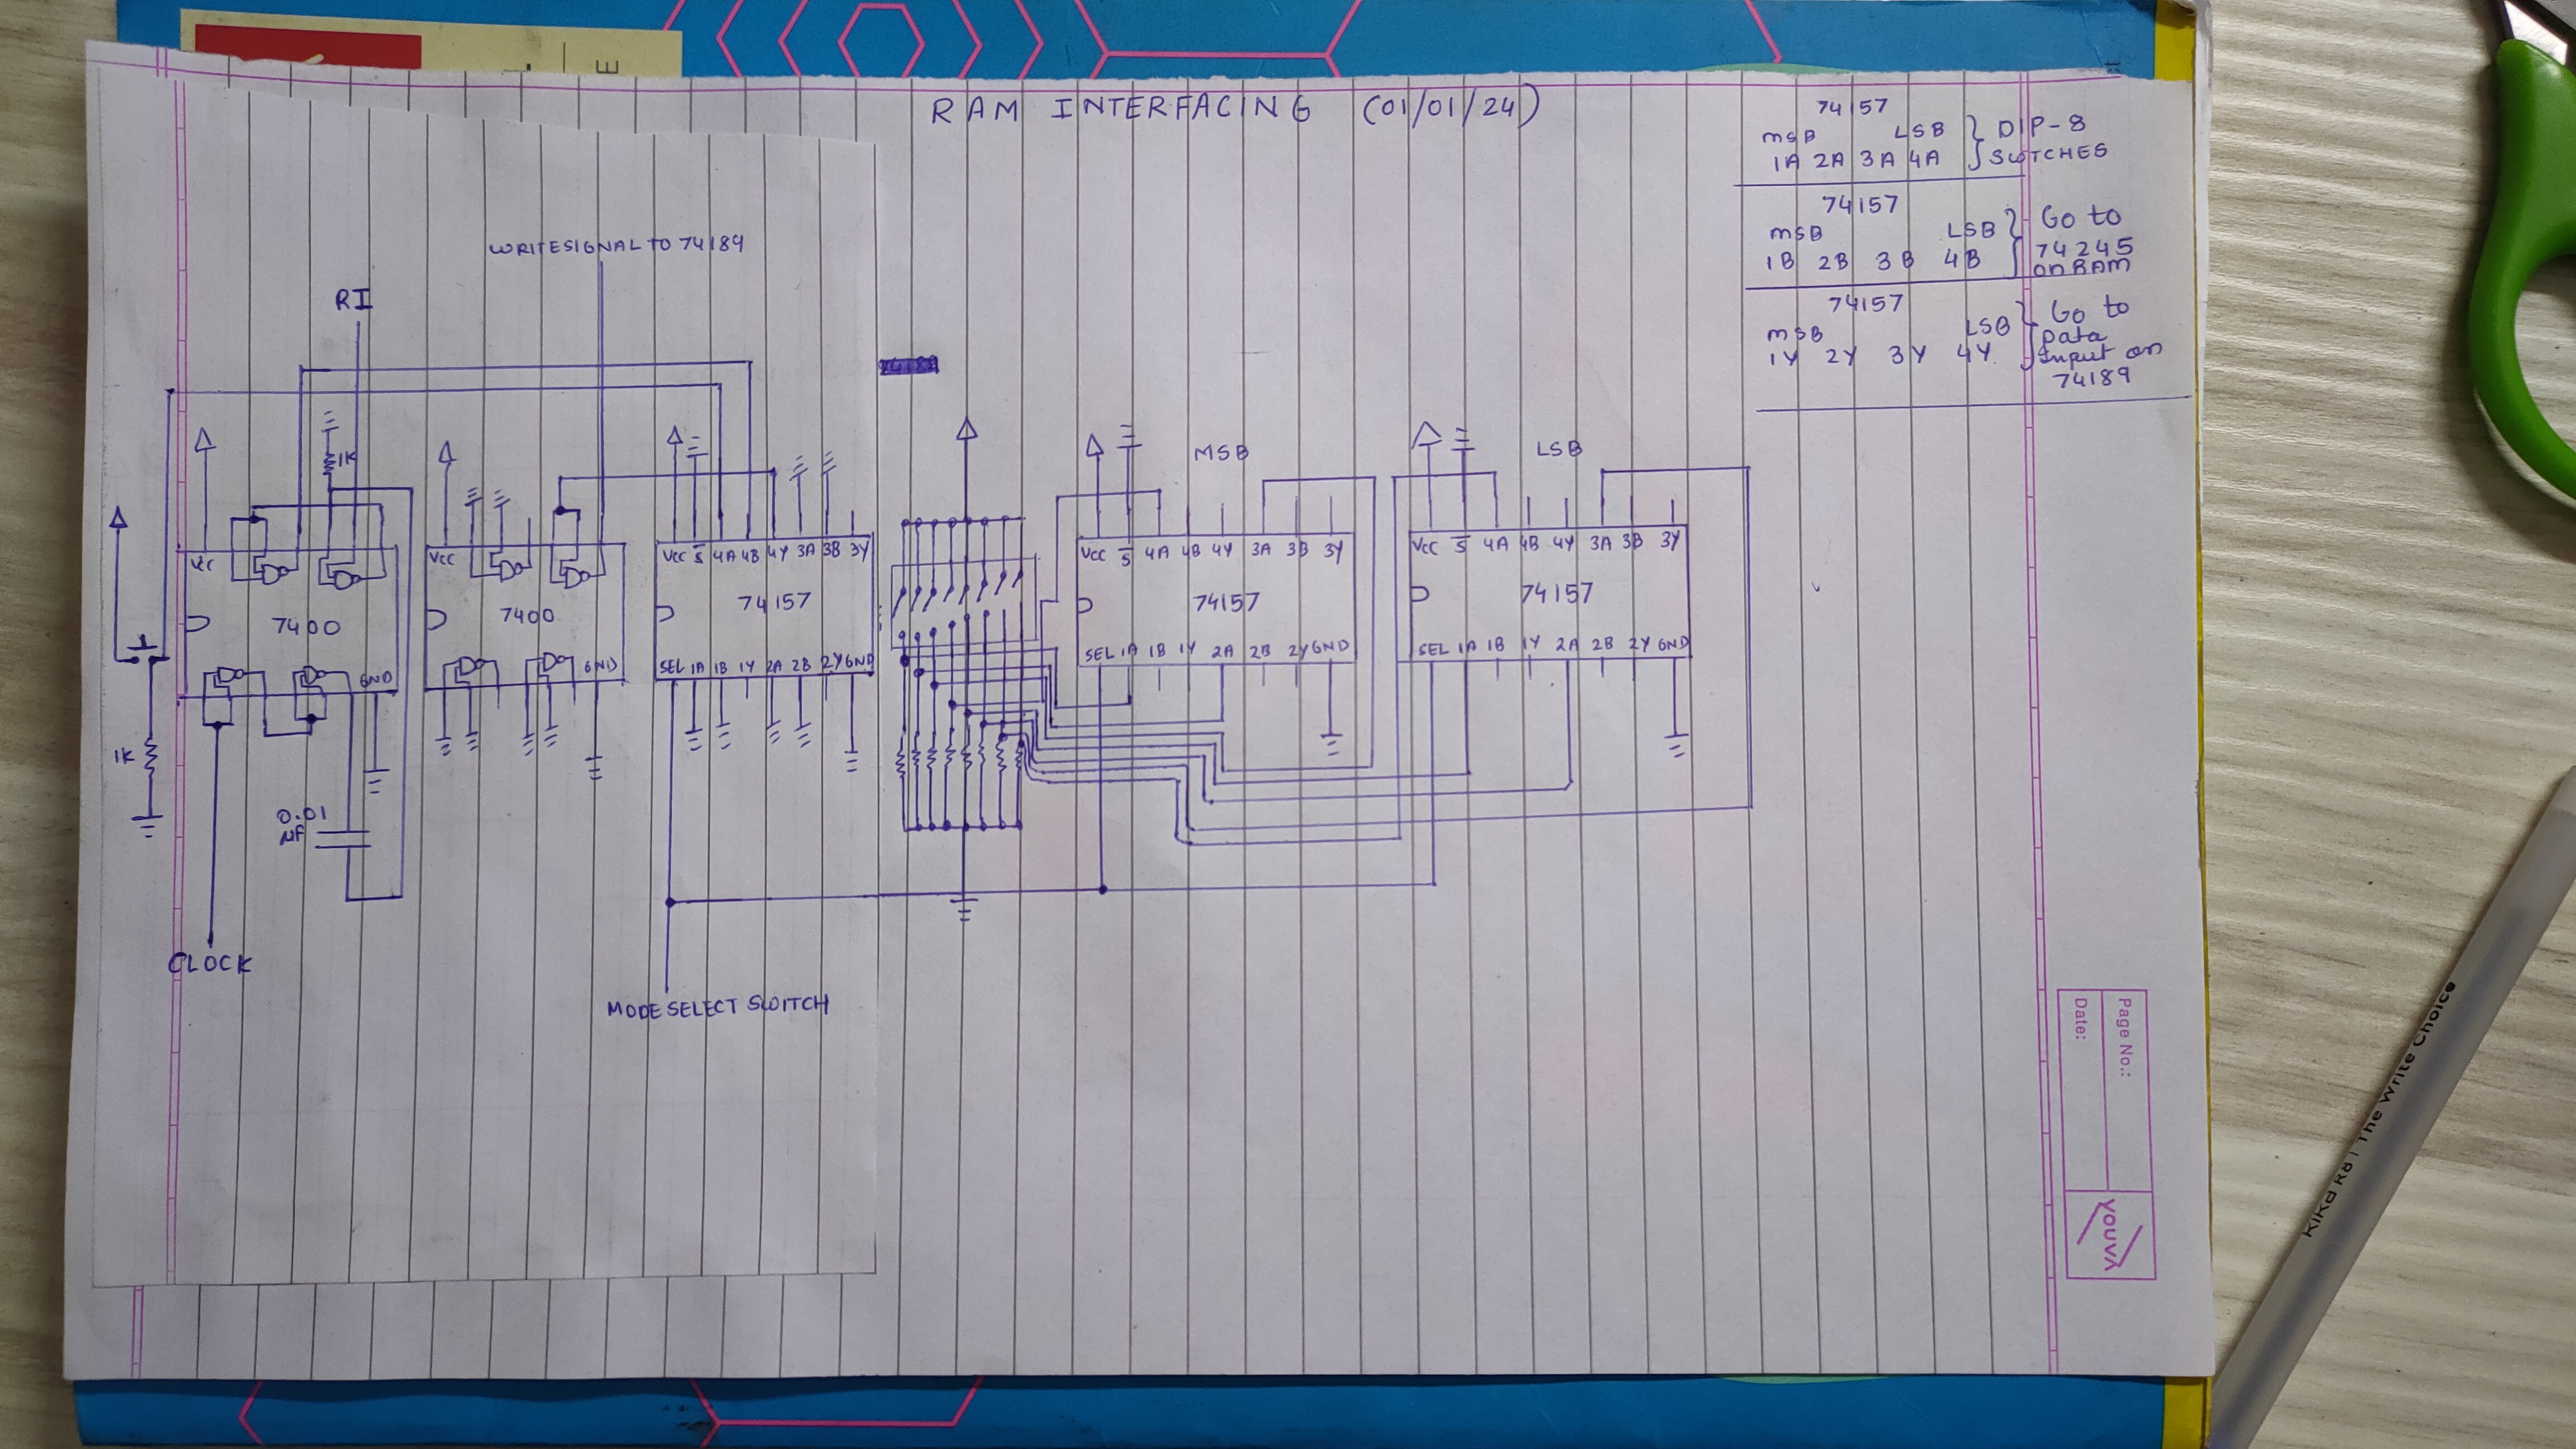 E
RAM INTERFACING (01/01/24)
74157
MSB LSB
1A 2A 3A 4A
DIP-8
SWITCHES
74157
MSB LSB
1B 2B 3B 4B
Go to
74245
on RAM
74157
MSB LSB
1Y 2Y 3Y 4Y
Go to
Data
Input on
74189
WRITE SIGNAL TO 74189
RI
1K
MSB
LSB
VCC
7400
GND
VCC
7400
GND
VCC S 4A 4B 4Y 3A 3B 3Y
74157
SEL 1A 1B 1Y 2A 2B 2Y GND
VCC S 4A 4B 4Y 3A 3B 3Y
74157
SEL 1A 1B 1Y 2A 2B 2Y GND
VCC S 4A 4B 4Y 3A 3B 3Y
74157
SEL 1A 1B 1Y 2A 2B 2Y GND
1K
0.01
μF
CLOCK
MODE SELECT SWITCH
Page No.:
Date:
YOUVA
KIKd R8 | The Write Choice